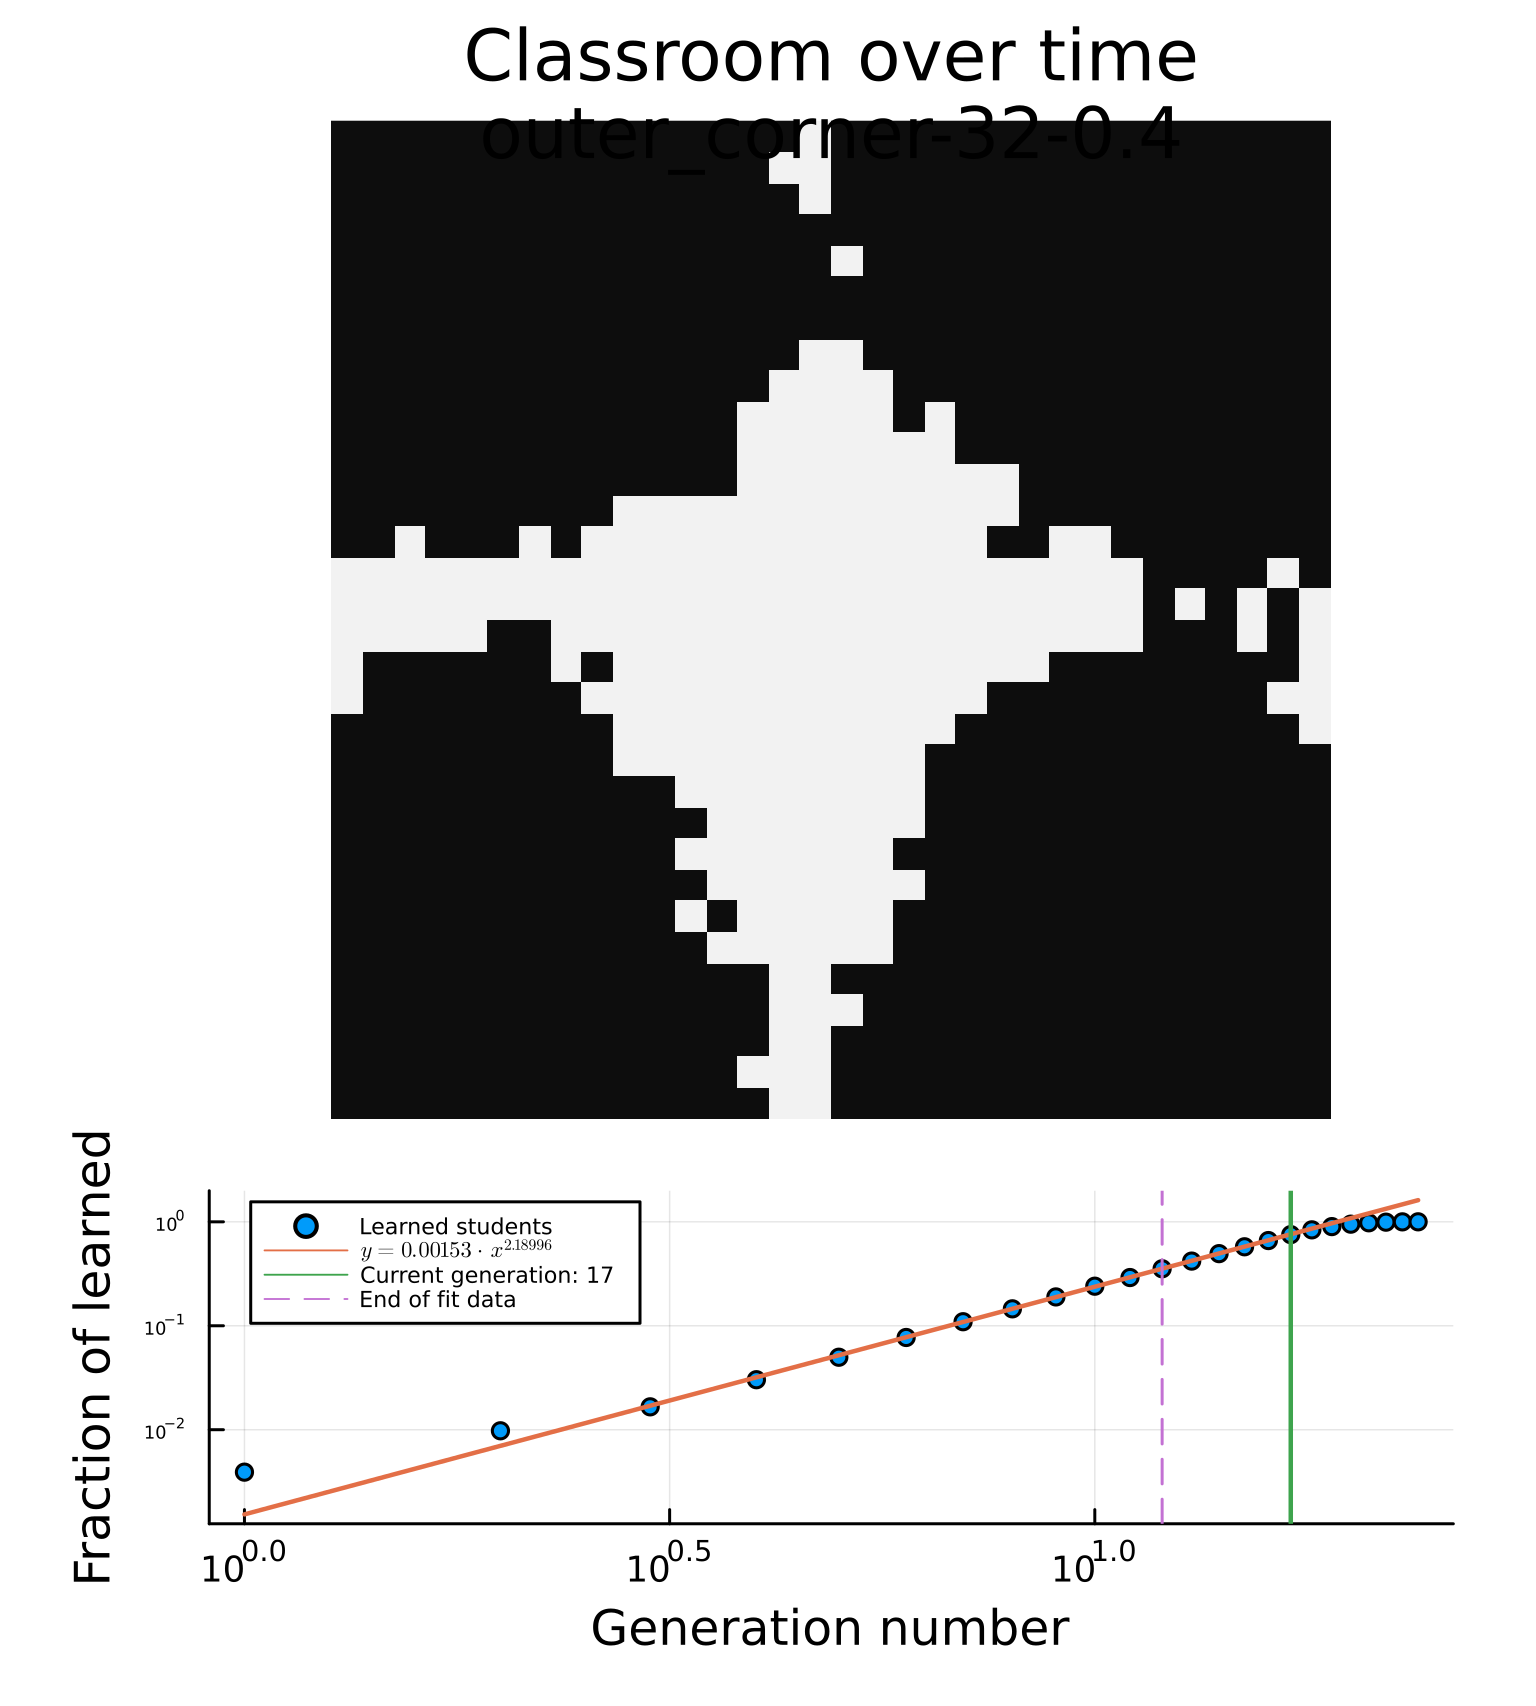 Classroom over time
outer_corner-32-0.4
Fraction of learned
10⁰
10⁻¹
10⁻²
Learned students
y = 0.00153 · x^2.18996
Current generation: 17
End of fit data
10^0.0
10^0.5
10^1.0
Generation number